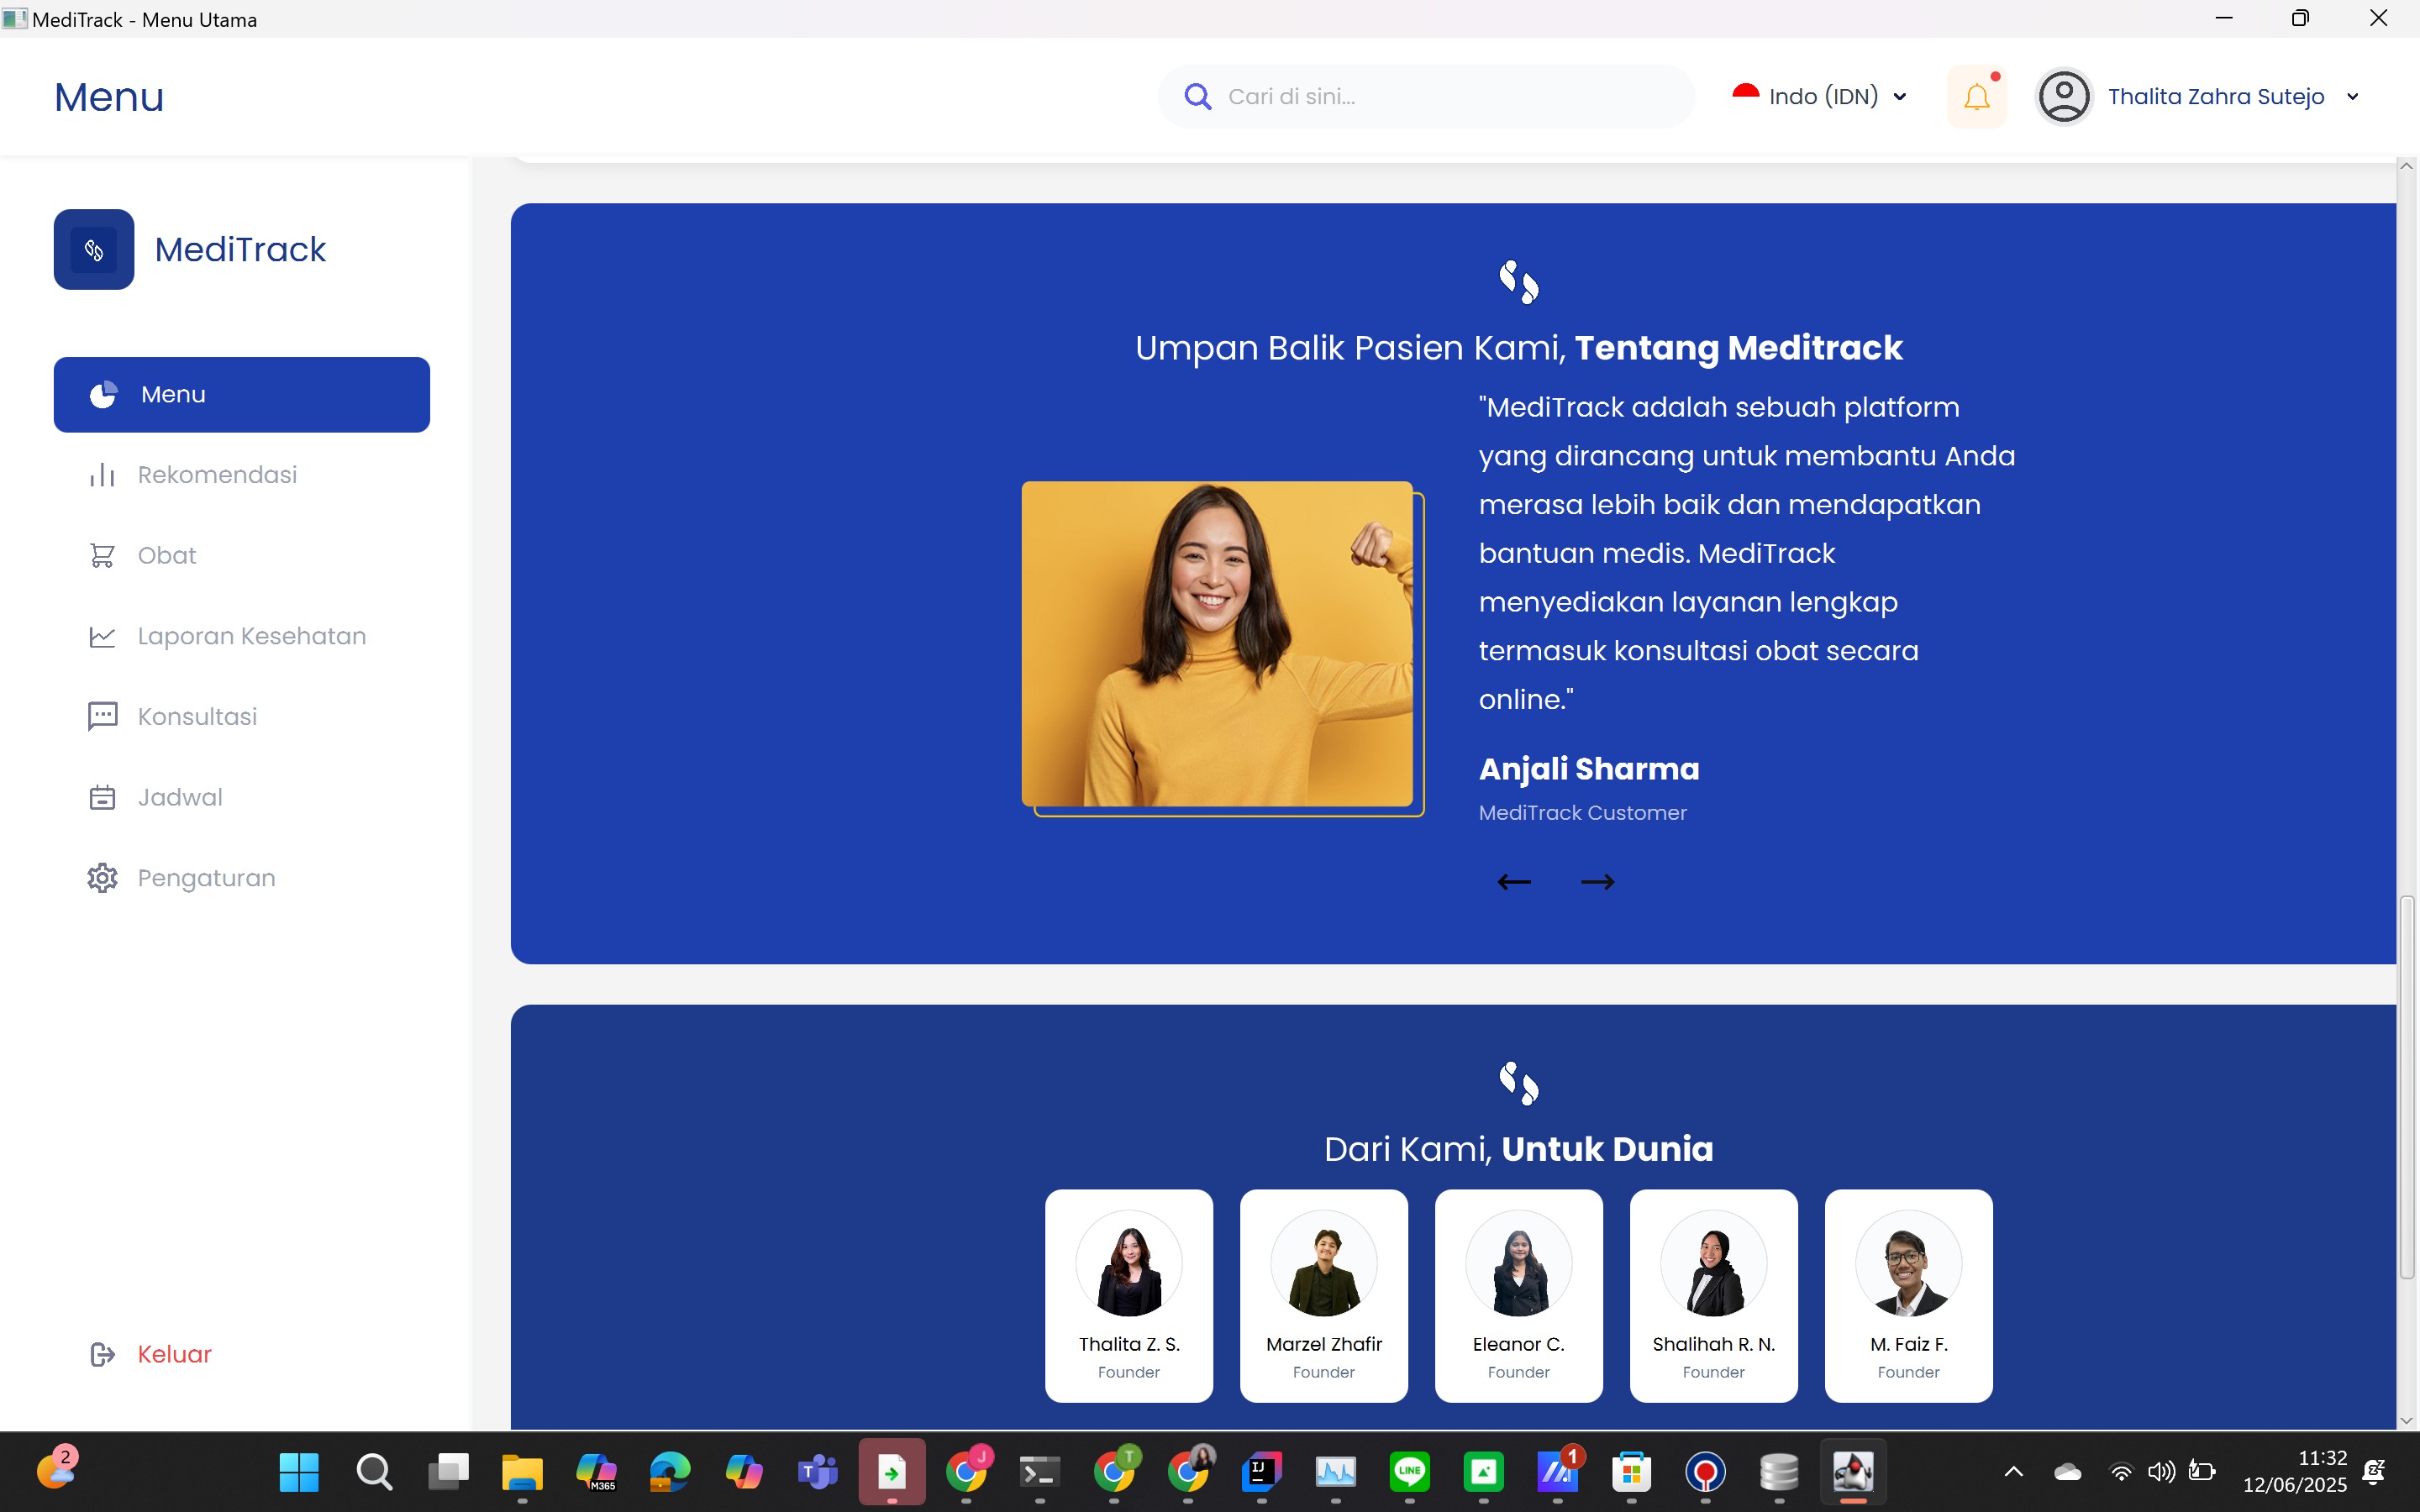 MediTrack - Menu Utama
Menu
Cari di sini...
Indo (IDN)
Thalita Zahra Sutejo
MediTrack
Menu
Rekomendasi
Obat
Laporan Kesehatan
Konsultasi
Jadwal
Pengaturan
Keluar
Umpan Balik Pasien Kami, Tentang Meditrack
"MediTrack adalah sebuah platform
yang dirancang untuk membantu Anda
merasa lebih baik dan mendapatkan
bantuan medis. MediTrack
menyediakan layanan lengkap
termasuk konsultasi obat secara
online."
Anjali Sharma
MediTrack Customer
Dari Kami, Untuk Dunia
Thalita Z. S.
Founder
Marzel Zhafir
Founder
Eleanor C.
Founder
Shalihah R. N.
Founder
M. Faiz F.
Founder
2
M365
T
J
T
IJ
LINE
1
11:32
12/06/2025